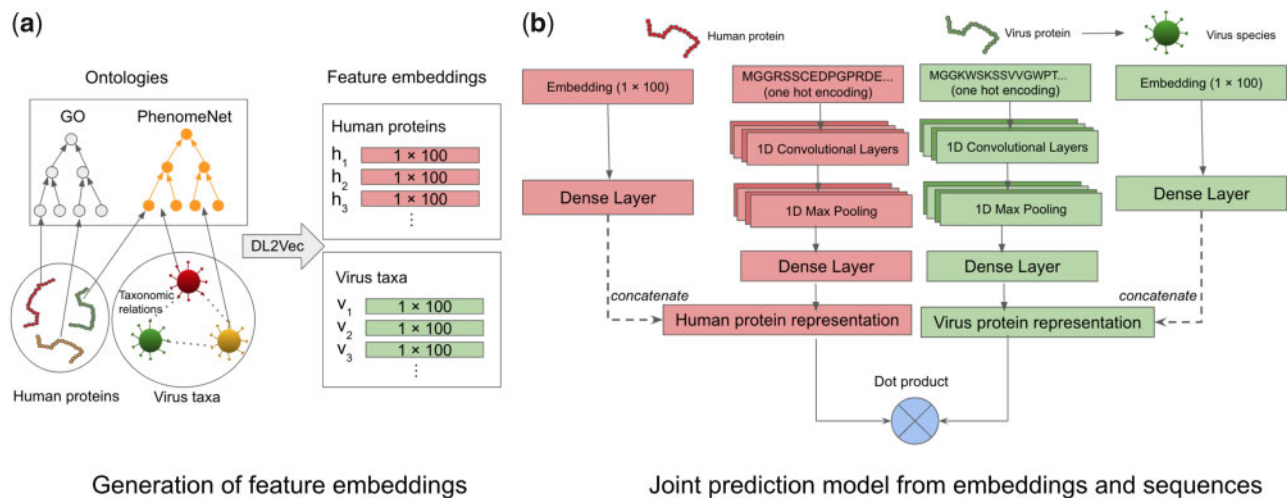 (a)
Ontologies
GO
PhenomeNet
Taxonomic
relations
Human proteins
Virus taxa
DL2Vec
Feature embeddings
Human proteins
h1
1 × 100
h2
1 × 100
h3
1 × 100
⋮
Virus taxa
v1
1 × 100
v2
1 × 100
v3
1 × 100
⋮
Generation of feature embeddings
(b)
Human protein
Virus protein
Virus species
Embedding (1 × 100)
MGGRSSCEDPGPRDE...
(one hot encoding)
MGGKWSKSSVVGWPT...
(one hot encoding)
Embedding (1 × 100)
1D Convolutional Layers
1D Convolutional Layers
Dense Layer
1D Max Pooling
1D Max Pooling
Dense Layer
Dense Layer
Dense Layer
concatenate
concatenate
Human protein representation
Virus protein representation
Dot product
Joint prediction model from embeddings and sequences